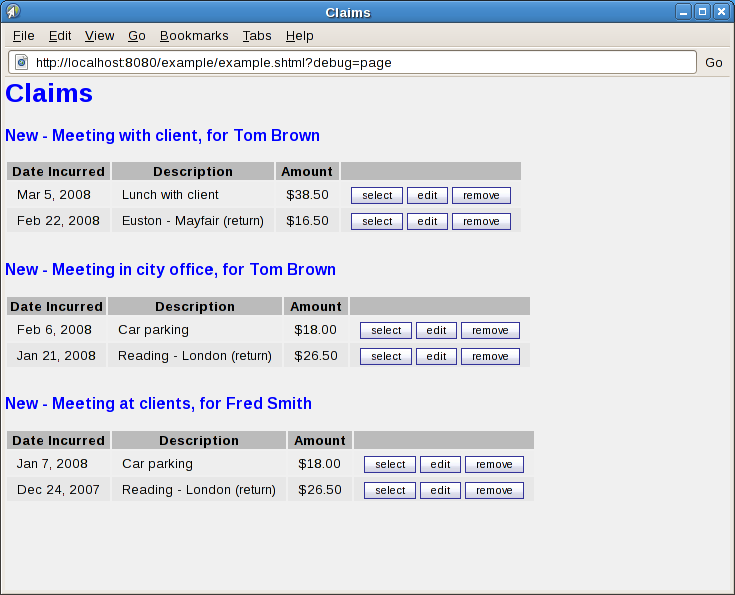 Claims
File Edit View Go Bookmarks Tabs Help
http://localhost:8080/example/example.shtml?debug=page Go
Claims
New - Meeting with client, for Tom Brown
Date Incurred Description Amount
Mar 5, 2008 Lunch with client $38.50 select edit remove
Feb 22, 2008 Euston - Mayfair (return) $16.50 select edit remove
New - Meeting in city office, for Tom Brown
Date Incurred Description Amount
Feb 6, 2008 Car parking $18.00 select edit remove
Jan 21, 2008 Reading - London (return) $26.50 select edit remove
New - Meeting at clients, for Fred Smith
Date Incurred Description Amount
Jan 7, 2008 Car parking $18.00 select edit remove
Dec 24, 2007 Reading - London (return) $26.50 select edit remove